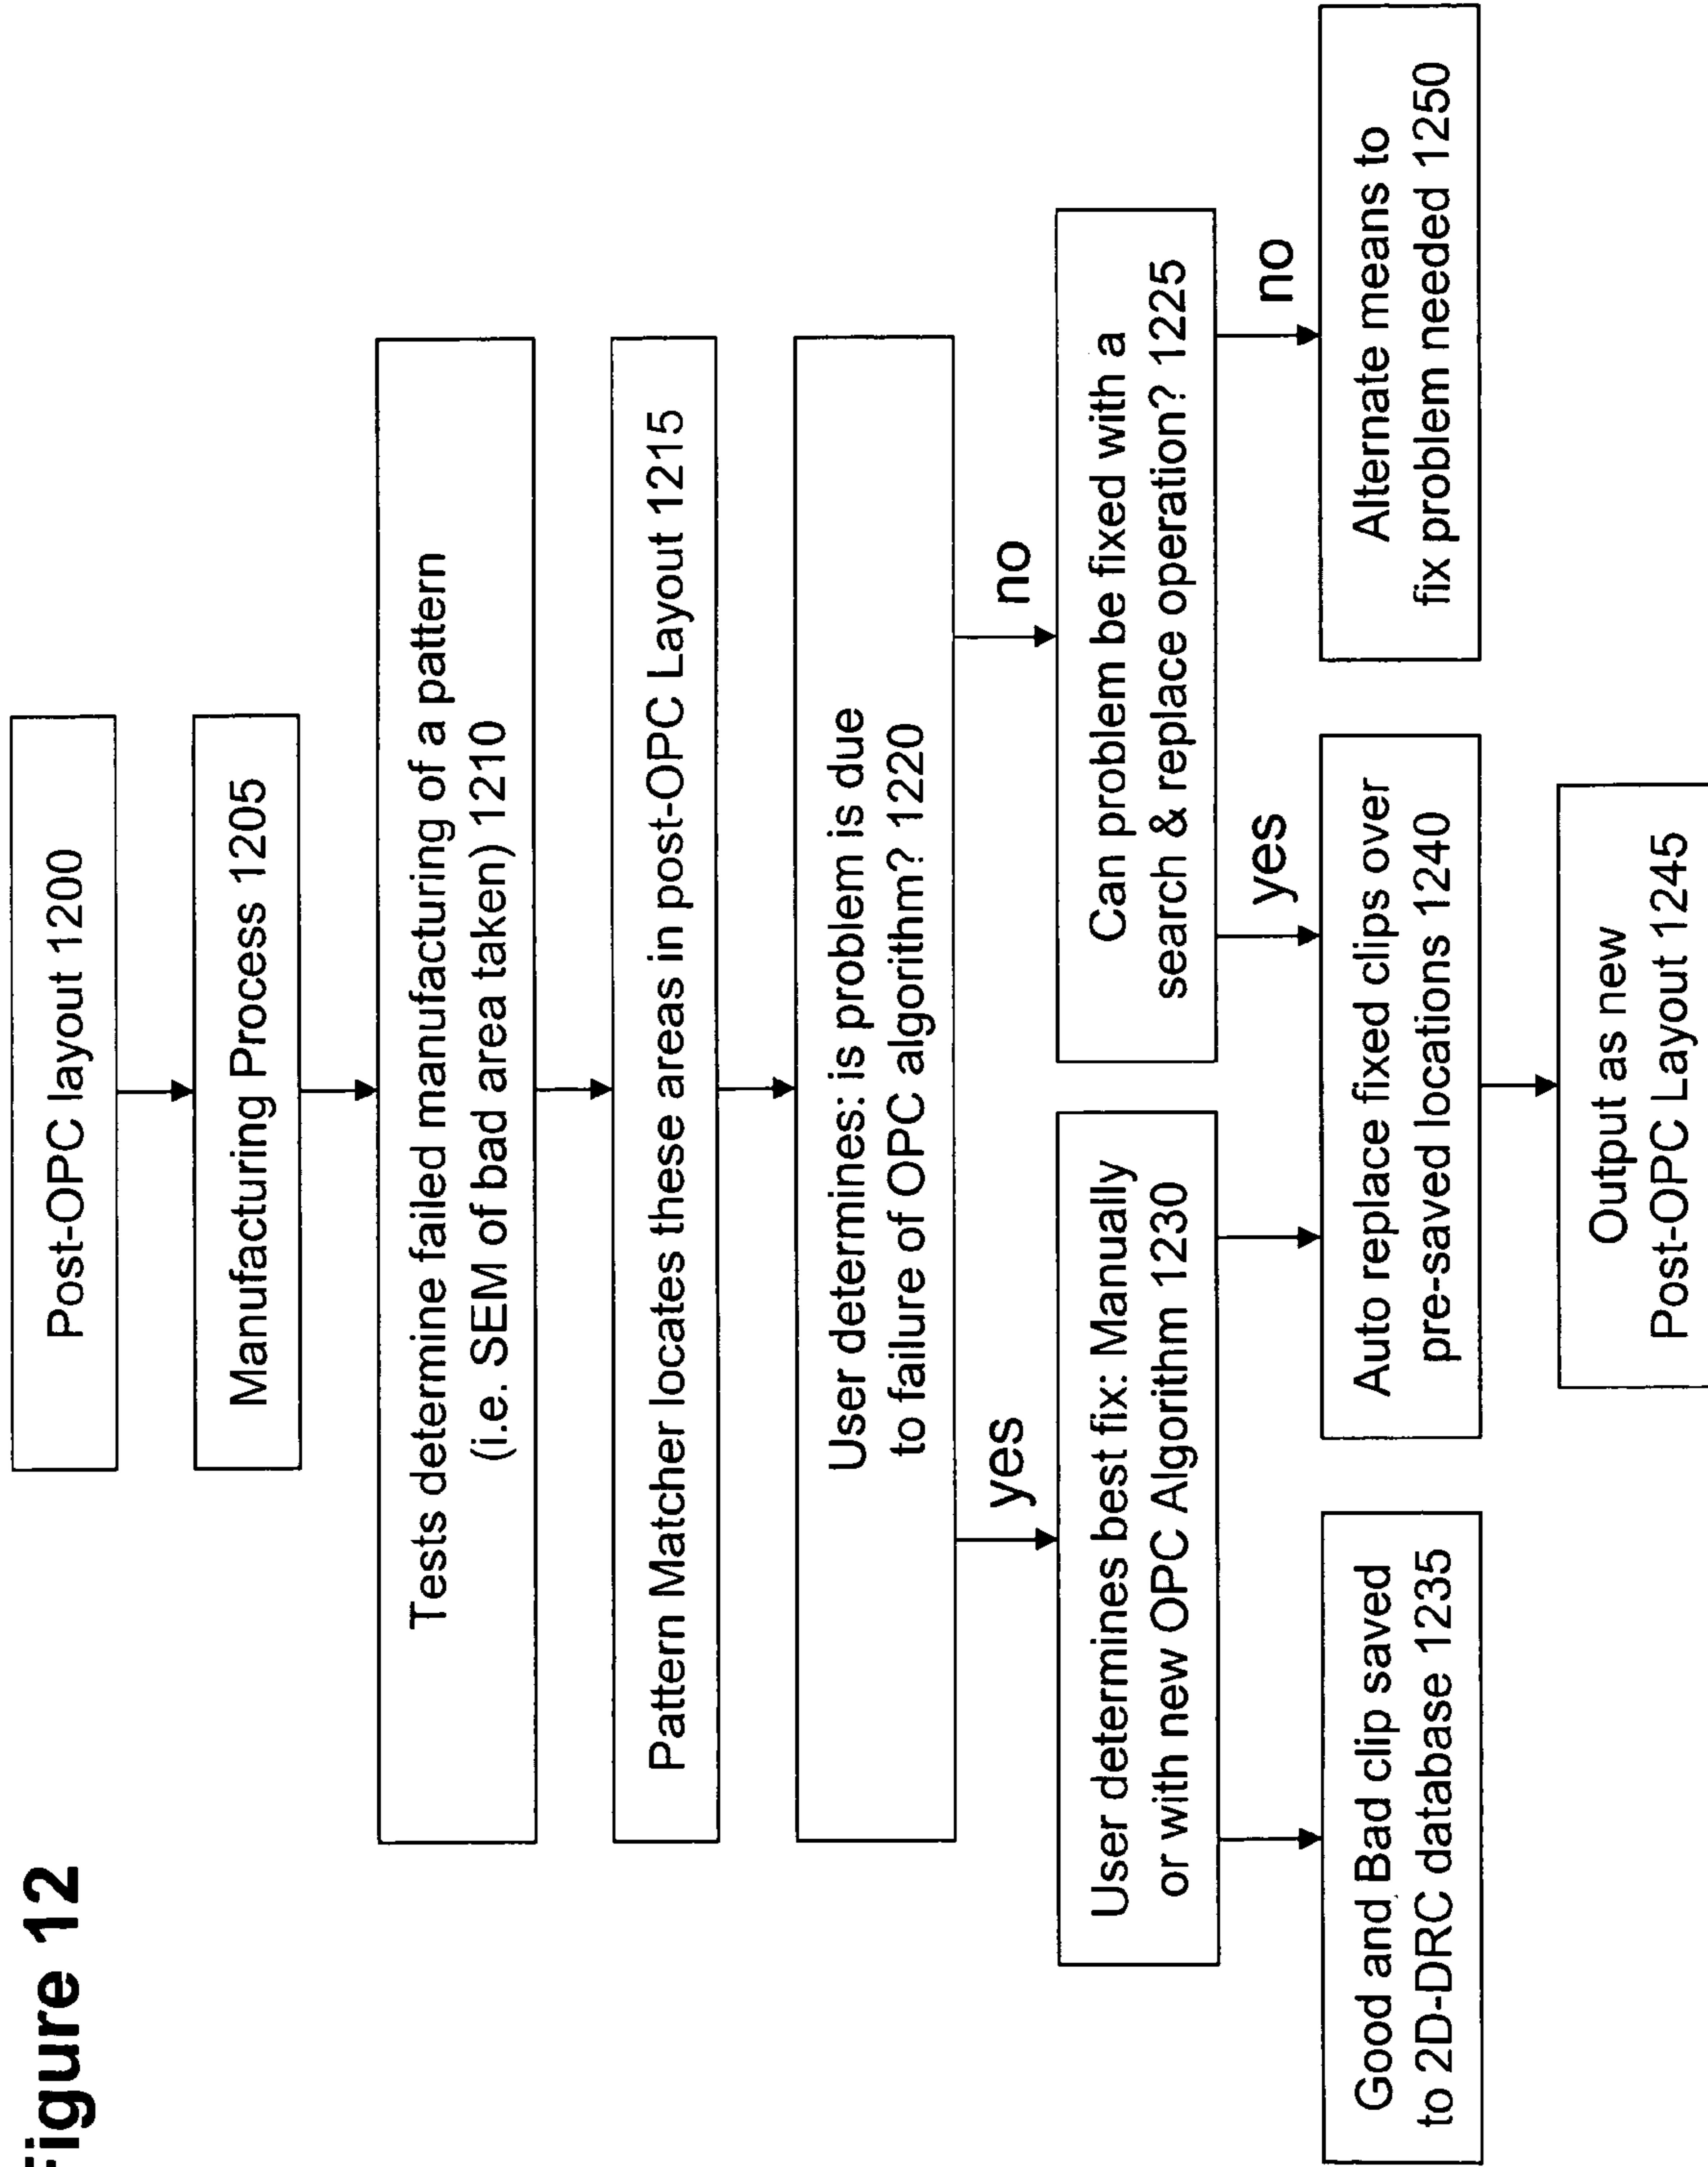 Figure 12
Post-OPC layout 1200
Manufacturing Process 1205
Tests determine failed manufacturing of a pattern
(i.e. SEM of bad area taken) 1210
Pattern Matcher locates these areas in post-OPC Layout 1215
User determines: is problem is due
to failure of OPC algorithm? 1220
yes
no
User determines best fix: Manually
or with new OPC Algorithm 1230
Can problem be fixed with a
search & replace operation? 1225
yes
no
Good and Bad clip saved
to 2D-DRC database 1235
Auto replace fixed clips over
pre-saved locations 1240
Alternate means to
fix problem needed 1250
Output as new
Post-OPC Layout 1245